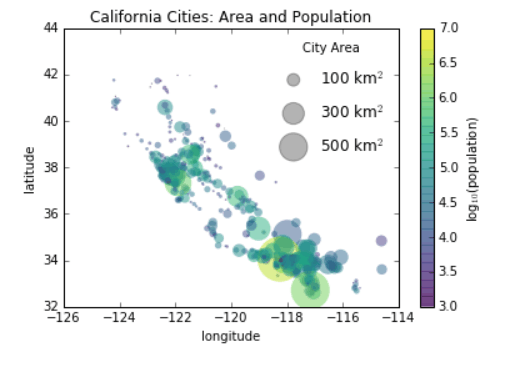 California Cities: Area and Population
City Area
100 km²
300 km²
500 km²
44
42
40
38
36
34
32
latitude
−126 −124 −122 −120 −118 −116 −114
longitude
7.0
6.5
6.0
5.5
5.0
4.5
4.0
3.5
3.0
log₁₀(population)